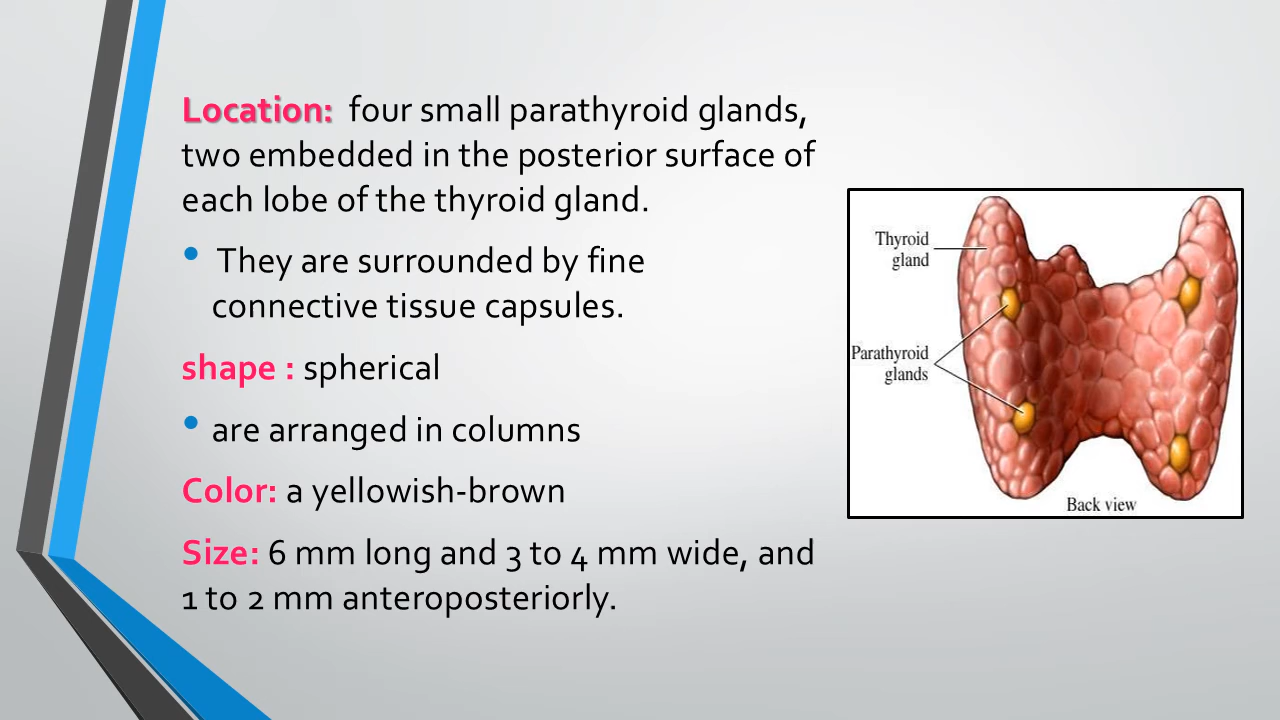 Location: four small parathyroid glands,
two embedded in the posterior surface of
each lobe of the thyroid gland.
• They are surrounded by fine
connective tissue capsules.
shape : spherical
• are arranged in columns
Color: a yellowish-brown
Size: 6 mm long and 3 to 4 mm wide, and
1 to 2 mm anteroposteriorly.
Thyroid
gland
Parathyroid
glands
Back view